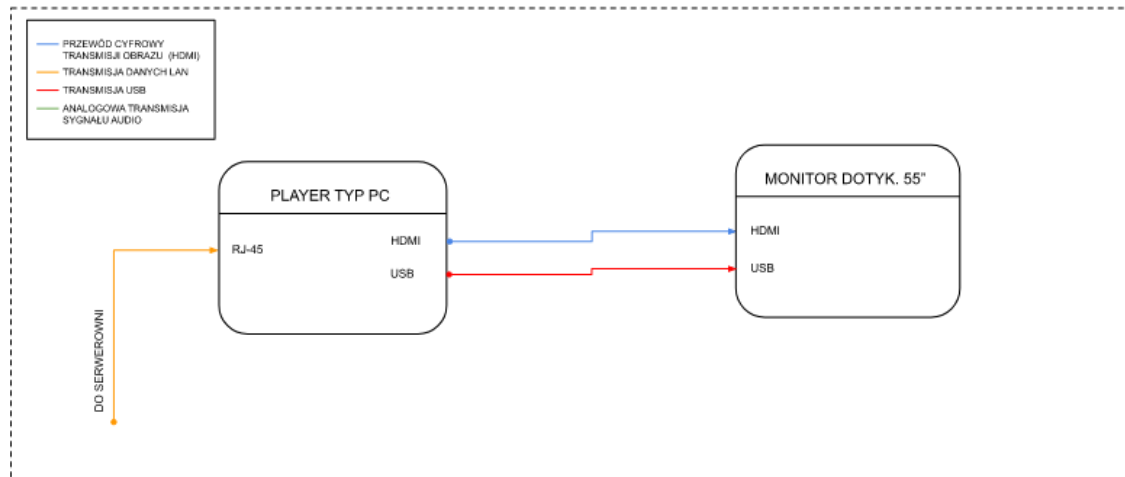 PRZEWÓD CYFROWY
TRANSMISJI OBRAZU (HDMI)
TRANSMISJA DANYCH LAN
TRANSMISJA USB
ANALOGOWA TRANSMISJA
SYGNAŁU AUDIO
PLAYER TYP PC
RJ-45
HDMI
USB
MONITOR DOTYK. 55"
HDMI
USB
DO SERWEROWNI